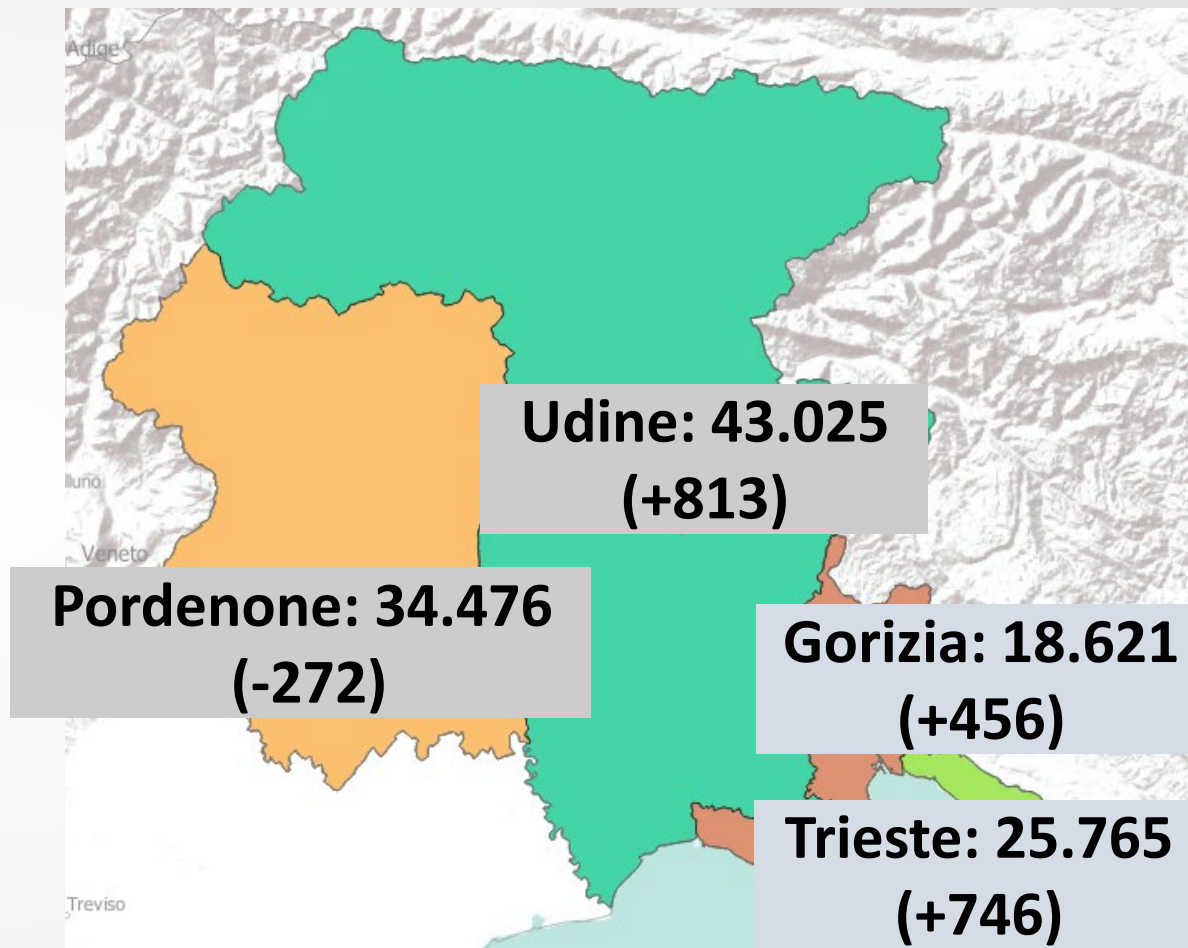 Adige
Udine: 43.025
(+813)
luno
Veneto
Pordenone: 34.476
(-272)
Gorizia: 18.621
(+456)
Trieste: 25.765
(+746)
Treviso